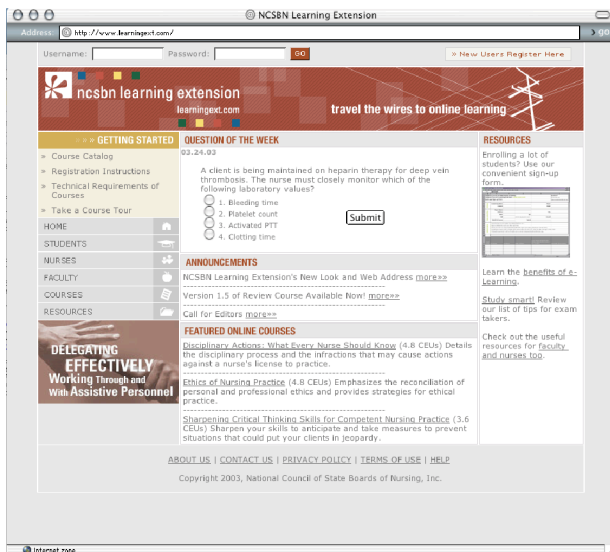 NCSBN Learning Extension
Address: http://www.learningext.com/ go
Username: Password: GO » New Users Register Here
ncsbn learning extension
learningext.com
travel the wires to online learning
» » » GETTING STARTED
» Course Catalog
» Registration Instructions
» Technical Requirements of
Courses
» Take a Course Tour
HOME
STUDENTS
NURSES
FACULTY
COURSES
RESOURCES
DELEGATING
EFFECTIVELY
Working Through and
With Assistive Personnel
QUESTION OF THE WEEK
03.24.03
A client is being maintained on heparin therapy for deep vein
thrombosis. The nurse must closely monitor which of the
following laboratory values?
1. Bleeding time
2. Platelet count
3. Activated PTT
4. Clotting time
Submit
ANNOUNCEMENTS
NCSBN Learning Extension's New Look and Web Address more»»
Version 1.5 of Review Course Available Now! more»»
Call for Editors more»»
FEATURED ONLINE COURSES
Disciplinary Actions: What Every Nurse Should Know (4.8 CEUs) Details
the disciplinary process and the infractions that may cause actions
against a nurse's license to practice.
Ethics of Nursing Practice (4.8 CEUs) Emphasizes the reconciliation of
personal and professional ethics and provides strategies for ethical
practice.
Sharpening Critical Thinking Skills for Competent Nursing Practice (3.6
CEUs) Sharpen your skills to anticipate and take measures to prevent
situations that could put your clients in jeopardy.
RESOURCES
Enrolling a lot of
students? Use our
convenient sign-up
form.
Learn the benefits of e-
Learning.
Study smart! Review
our list of tips for exam
takers.
Check out the useful
resources for faculty
and nurses too.
ABOUT US | CONTACT US | PRIVACY POLICY | TERMS OF USE | HELP
Copyright 2003, National Council of State Boards of Nursing, Inc.
Internet zone